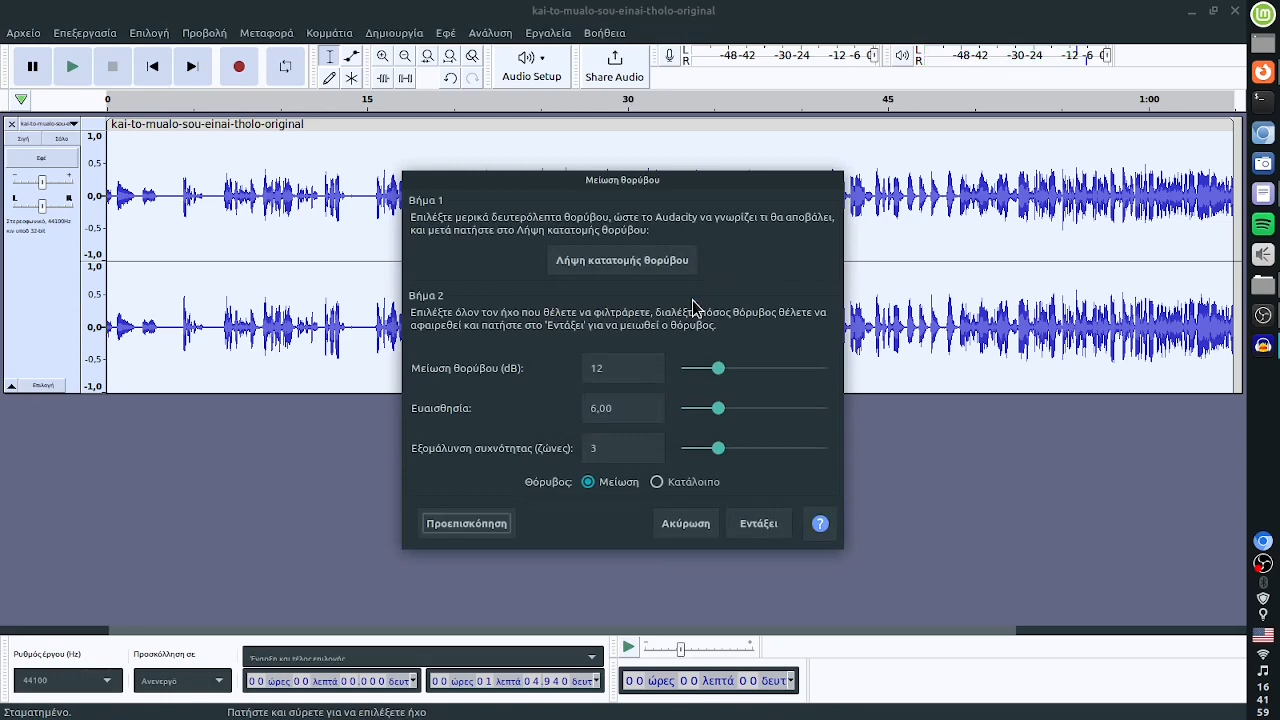 kai-to-mualo-sou-einai-tholo-original
Αρχείο Επεξεργασία Επιλογή Προβολή Μεταφορά Κομμάτια Δημιουργία Εφέ Ανάλυση Εργαλεία Βοήθεια
L R -48 -42 -30 -24 -12 -6 L R -48 -42 -30 -24 -12 -6
Audio Setup Share Audio
0 15 30 45 1:00
kai-to-mualo-sou-ei kai-to-mualo-sou-einai-tholo-original
Σιγή Σόλο
Εφέ
- +
L R
Στερεοφωνικό, 44100Hz
κιν υποδ 32-bit
Επιλογή
1,0
0,5-
0,0-
-0,5-
-1,0
1,0
0,5-
0,0-
-0,5-
-1,0
Μείωση θορύβου
Βήμα 1
Επιλέξτε μερικά δευτερόλεπτα θορύβου, ώστε το Audacity να γνωρίζει τι θα αποβάλει,
και μετά πατήστε στο Λήψη κατατομής θορύβου:
Λήψη κατατομής θορύβου
Βήμα 2
Επιλέξτε όλον τον ήχο που θέλετε να φιλτράρετε, διαλέξτε πόσος θόρυβος θέλετε να
αφαιρεθεί και πατήστε στο 'Εντάξει' για να μειωθεί ο θόρυβος.
Μείωση θορύβου (dB): 12
Ευαισθησία: 6,00
Εξομάλυνση συχνότητας (ζώνες): 3
Θόρυβος: Μείωση Κατάλοιπο
Προεπισκόπηση Ακύρωση Εντάξει ?
Ρυθμός έργου (Hz) Προσκόλληση σε Έναρξη και τέλος επιλογής
44100 Ανενεργό 0 0 ώρες 0 0 λεπτά 0 0,0 0 0 δευτ 0 0 ώρες 0 1 λεπτά 0 4,9 4 0 δευτ 0 0 ώρες 0 0 λεπτά 0 0 δευτ
Σταματημένο. Πατήστε και σύρετε για να επιλέξετε ήχο
16
41
59